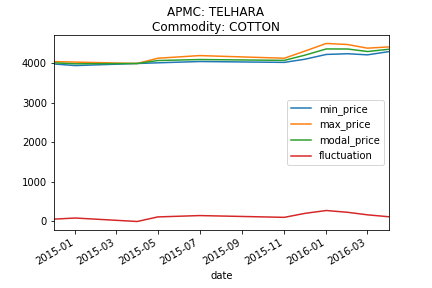 APMC: TELHARA
Commodity: COTTON
4000
3000
2000
1000
0
min_price
max_price
modal_price
fluctuation
2015-01
2015-03
2015-05
2015-07
2015-09
2015-11
2016-01
2016-03
date